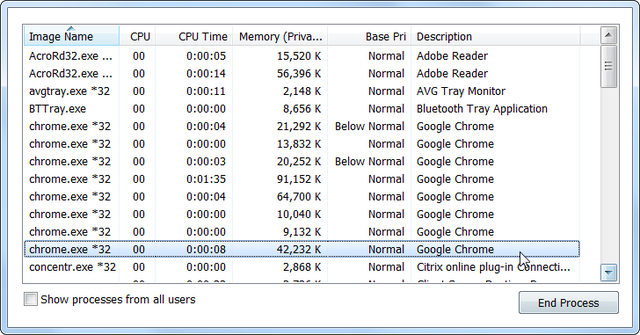 Image Name CPU CPU Time Memory (Priva... Base Pri Description
AcroRd32.exe ... 00 0:00:05 15,520 K Normal Adobe Reader
AcroRd32.exe ... 00 0:00:14 56,396 K Normal Adobe Reader
avgtray.exe *32 00 0:00:11 2,148 K Normal AVG Tray Monitor
BTTray.exe 00 0:00:00 8,656 K Normal Bluetooth Tray Application
chrome.exe *32 00 0:00:04 21,292 K Below Normal Google Chrome
chrome.exe *32 00 0:00:00 13,832 K Normal Google Chrome
chrome.exe *32 00 0:00:03 20,252 K Below Normal Google Chrome
chrome.exe *32 00 0:01:35 91,152 K Normal Google Chrome
chrome.exe *32 00 0:00:04 64,700 K Normal Google Chrome
chrome.exe *32 00 0:00:00 10,040 K Normal Google Chrome
chrome.exe *32 00 0:00:00 9,132 K Normal Google Chrome
chrome.exe *32 00 0:00:08 42,232 K Normal Google Chrome
concentr.exe *32 00 0:00:00 2,868 K Normal Citrix online plug-in Connecti...
Show processes from all users
End Process